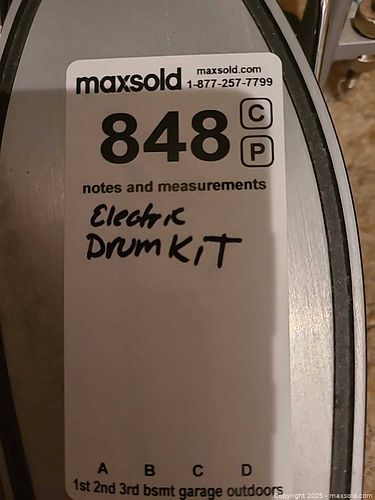 maxsold maxsold.com
1-877-257-7799
848 C
P
notes and measurements
Electric
DRUM KIT
A B C D
1st 2nd 3rd bsmt garage outdoors
©2025 - maxsold.com